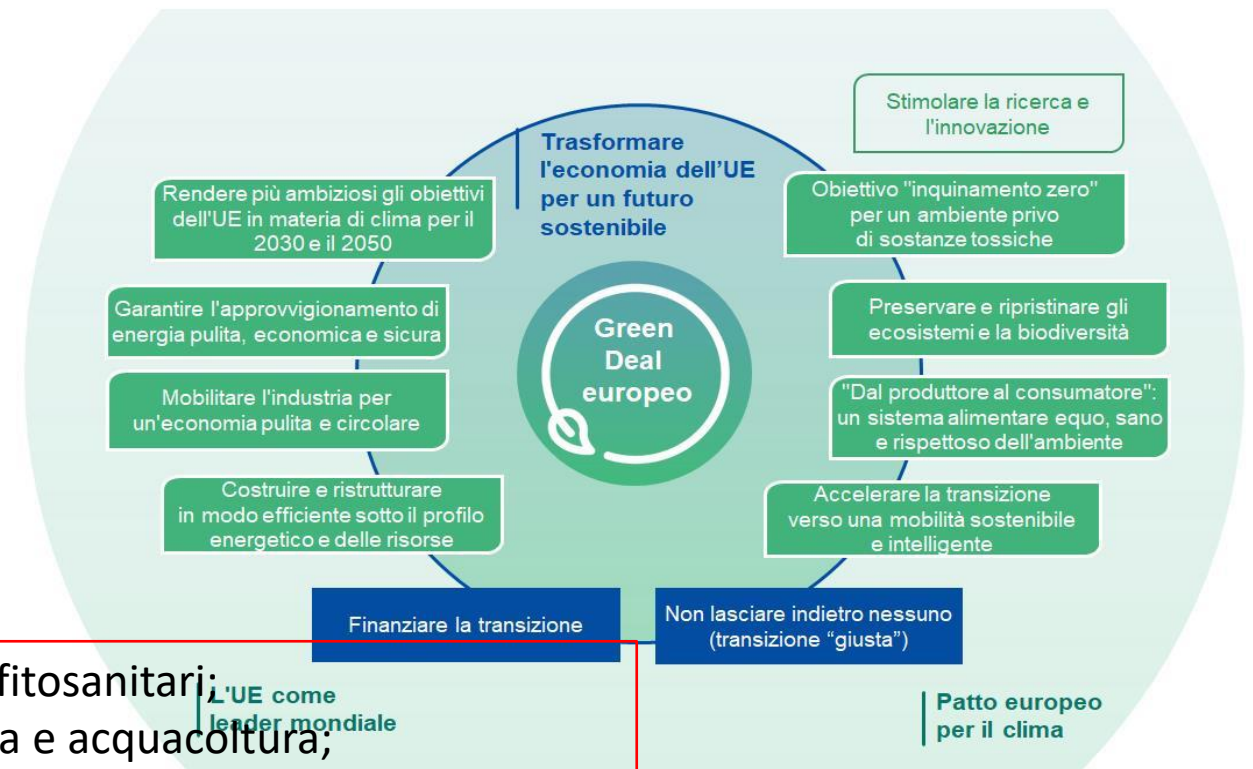 Stimolare la ricerca e
l'innovazione
Trasformare
l'economia dell'UE
per un futuro
sostenibile
Rendere più ambiziosi gli obiettivi
dell'UE in materia di clima per il
2030 e il 2050
Obiettivo "inquinamento zero"
per un ambiente privo
di sostanze tossiche
Garantire l'approvvigionamento di
energia pulita, economica e sicura
Preservare e ripristinare gli
ecosistemi e la biodiversità
Green
Deal
europeo
Mobilitare l'industria per
un'economia pulita e circolare
"Dal produttore al consumatore":
un sistema alimentare equo, sano
e rispettoso dell'ambiente
Costruire e ristrutturare
in modo efficiente sotto il profilo
energetico e delle risorse
Accelerare la transizione
verso una mobilità sostenibile
e intelligente
Finanziare la transizione
Non lasciare indietro nessuno
(transizione “giusta”)
fitosanitari;
L'UE come
leader mondiale
a e acquacoltura;
Patto europeo
per il clima